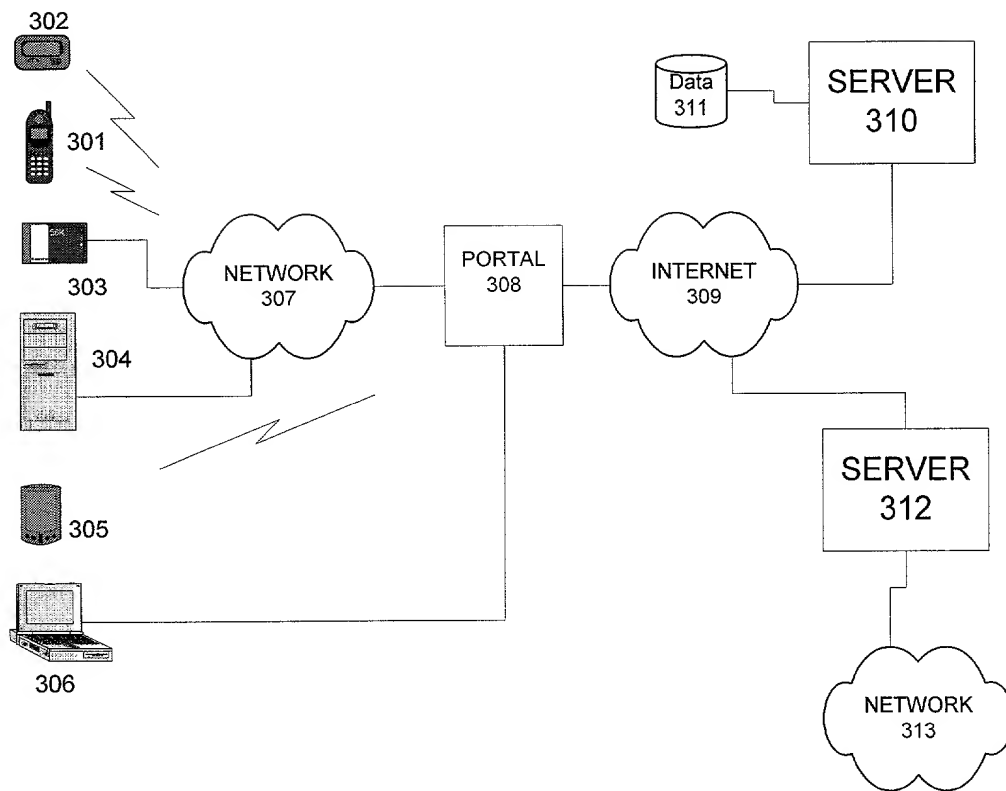 302
301
303
304
305
306
NETWORK
307
PORTAL
308
INTERNET
309
Data
311
SERVER
310
SERVER
312
NETWORK
313